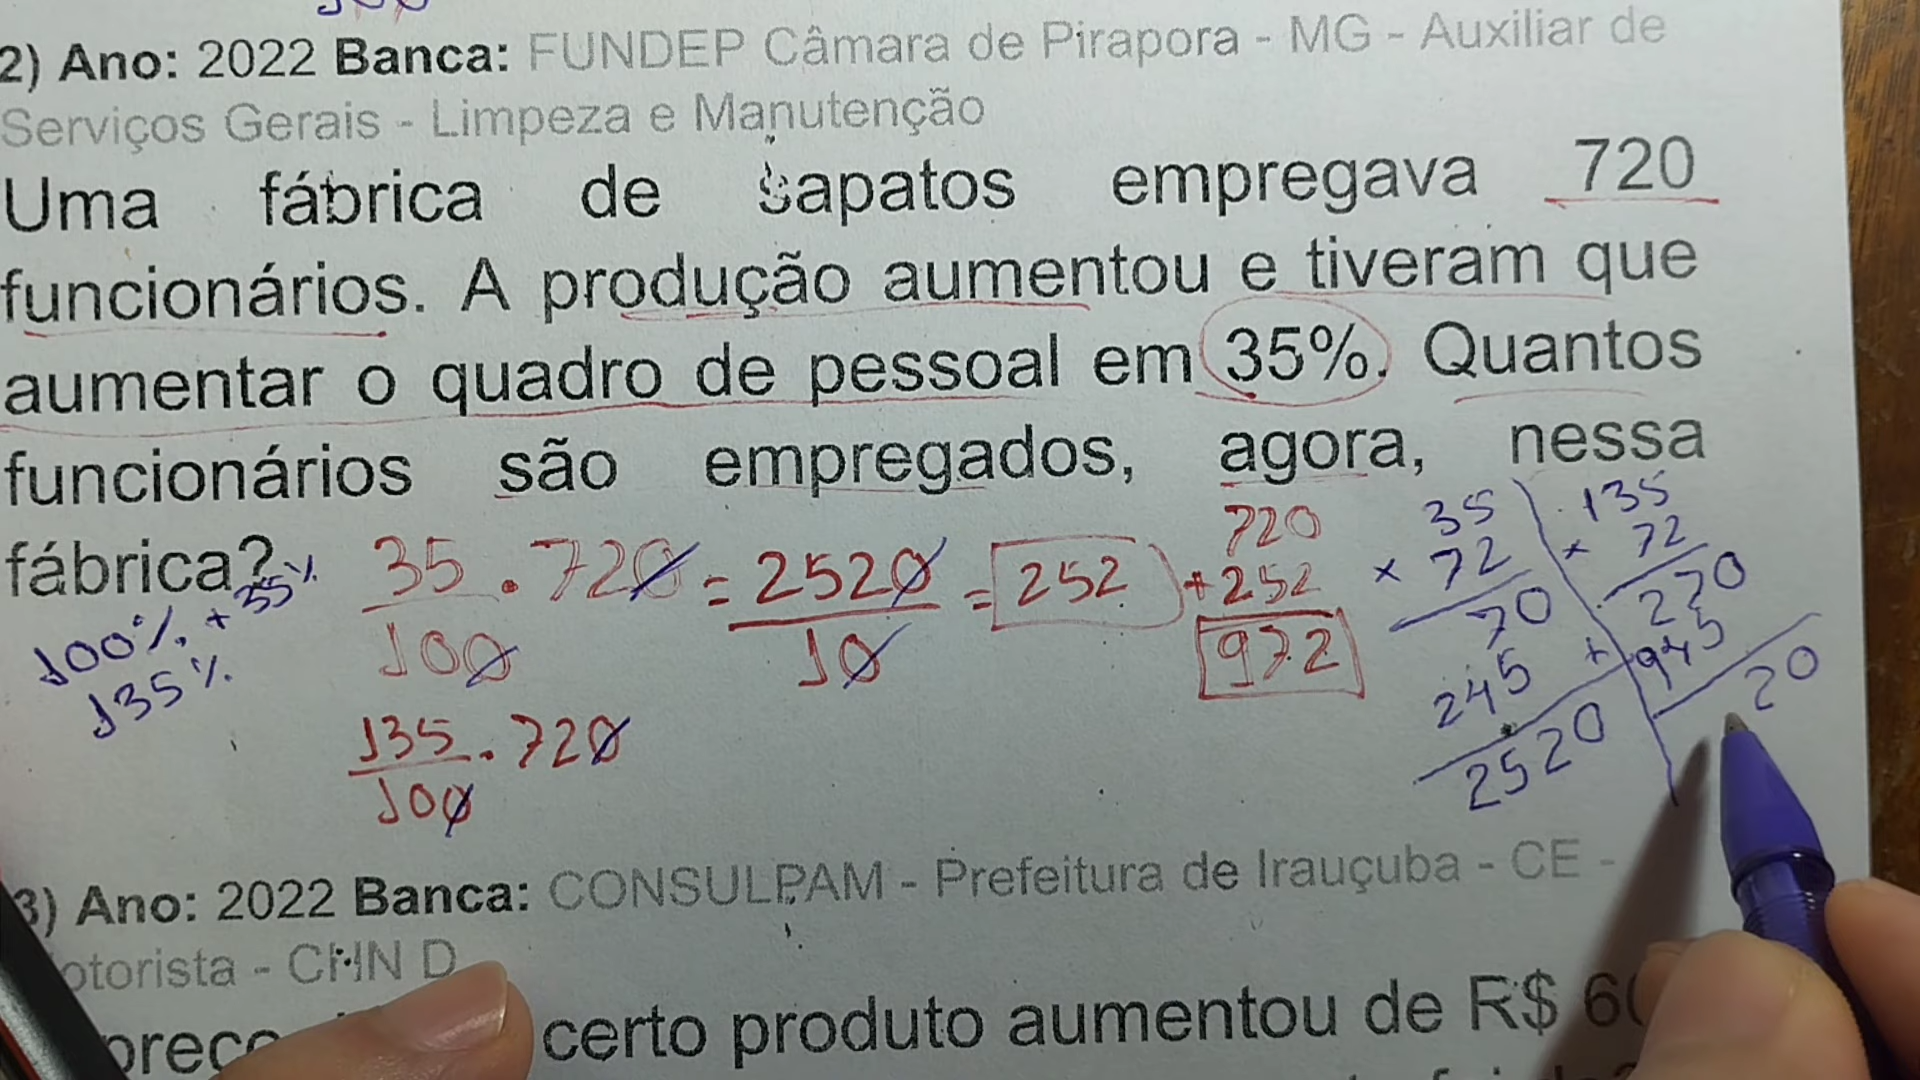 2) Ano: 2022 Banca: FUNDEP Câmara de Pirapora - MG - Auxiliar de
Serviços Gerais - Limpeza e Manutenção
Uma fábrica de sapatos empregava 720
funcionários. A produção aumentou e tiveram que
aumentar o quadro de pessoal em 35%. Quantos
funcionários são empregados, agora, nessa
fábrica?
100% + 35%
135%
35 . 720 = 2520 = 252
100 10
720
+252
972
135 . 720
100
35
× 72
70
245
2520
135
× 72
270
+ 945
20
3) Ano: 2022 Banca: CONSULPAM - Prefeitura de Irauçuba - CE -
otorista - CHN D
certo produto aumentou de R$